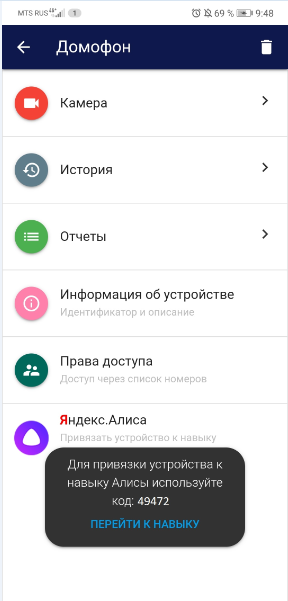 MTS RUS 1 69 % 9:48
Домофон
Камера
История
Отчеты
Информация об устройстве
Идентификатор и описание
Права доступа
Доступ через список номеров
Яндекс.Алиса
Привязать устройство к навыку
Для привязки устройства к
навыку Алисы используйте
код: 49472
ПЕРЕЙТИ К НАВЫКУ